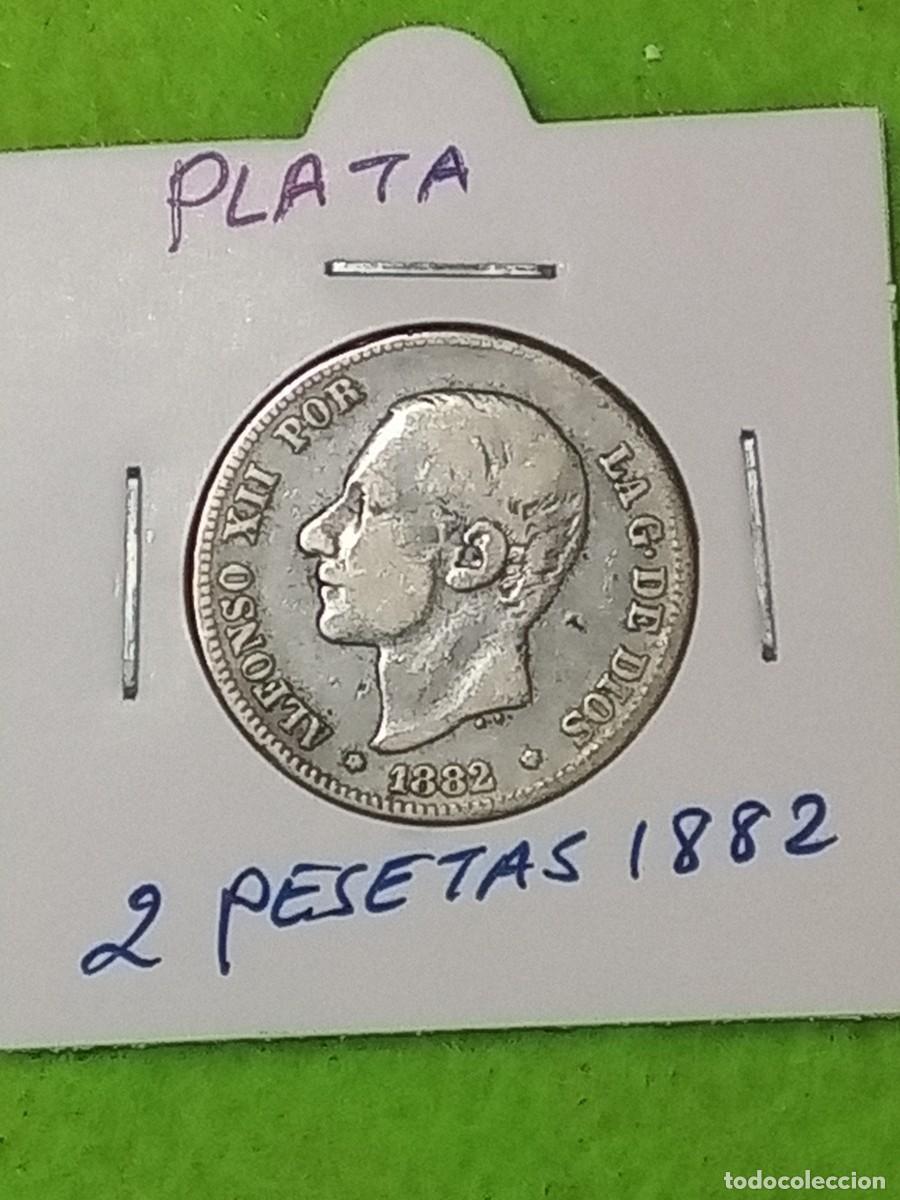 PLATA
ALFONSO XII POR LA G. DE DIOS
1882
2 PESETAS 1882
todocoleccion